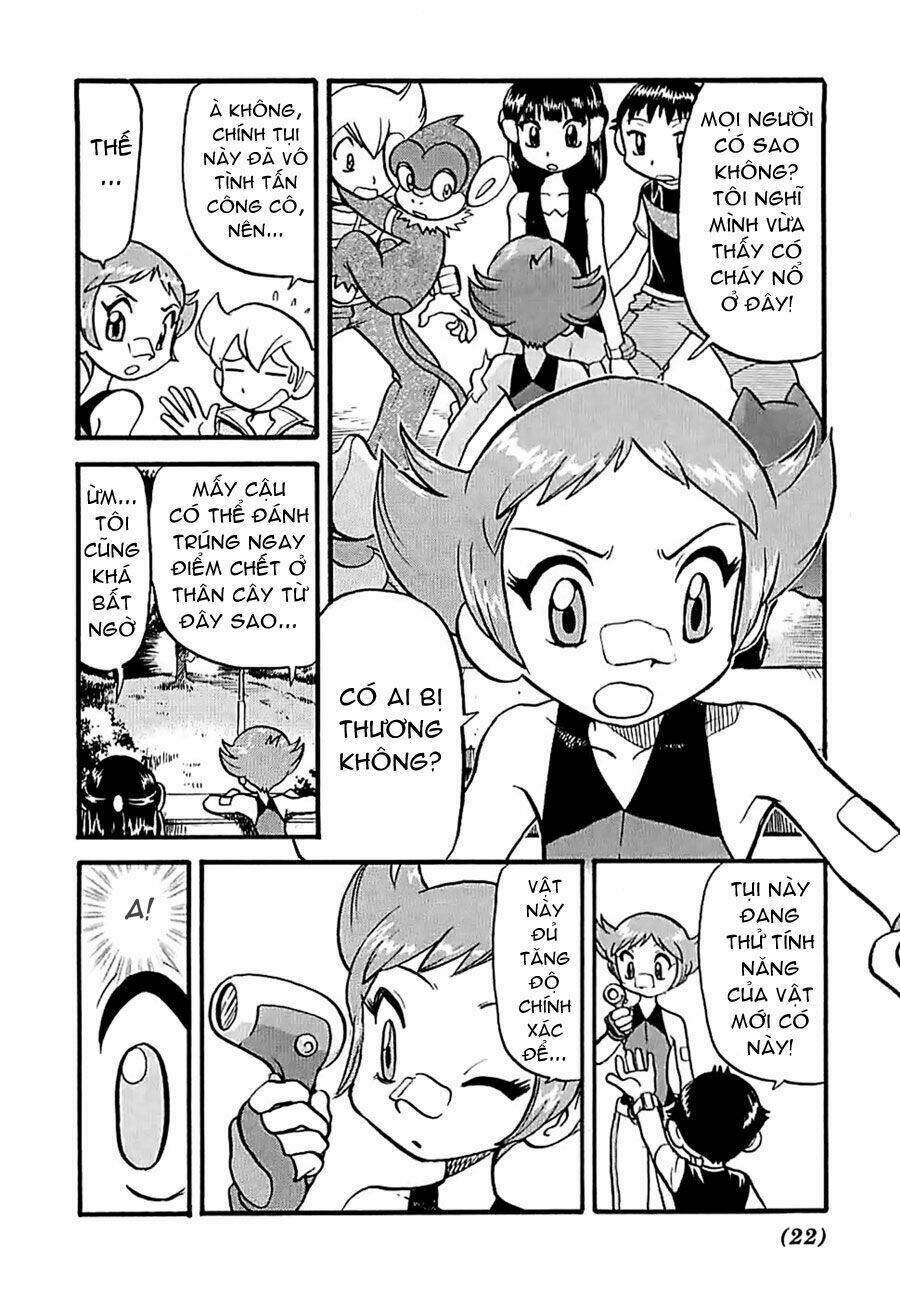 MỌI NGƯỜI
CÓ SAO
KHÔNG?
TÔI NGHĨ
MÌNH VỪA
THẤY CÓ
CHÁY NỔ
Ở ĐÂY!
CÓ AI BỊ
THƯƠNG
KHÔNG?
À KHÔNG,
CHÍNH TỤI
NÀY ĐÃ VÔ
TÌNH TẤN
CÔNG CÔ,
NÊN...
THẾ
...
MẤY CẬU
CÓ THỂ ĐÁNH
TRÚNG NGAY
ĐIỂM CHẾT Ở
THÂN CÂY TỪ
ĐÂY SAO...
ỪM...
TÔI
CŨNG
KHÁ
BẤT
NGỜ
TỤI NÀY
ĐANG
THỬ TÍNH
NĂNG
CỦA VẬT
MỚI CÓ
NÀY!
VẬT
NÀY
ĐỦ
TĂNG
ĐỘ
CHÍNH
XÁC
ĐỂ...
A!
(22)